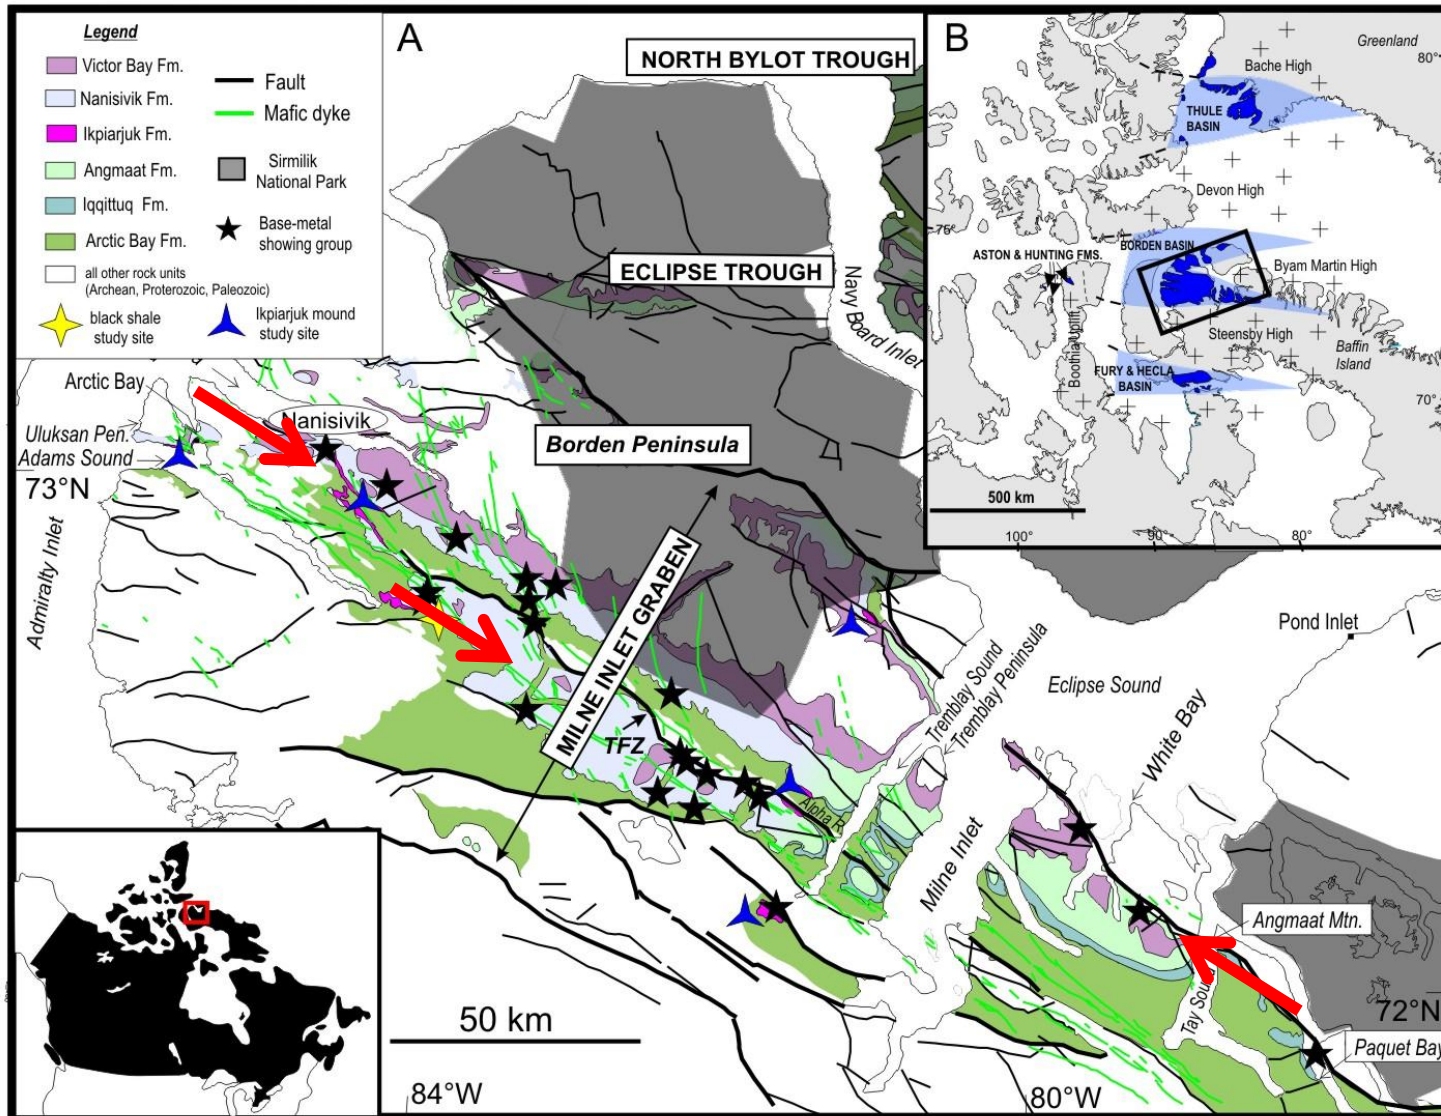 Legend
Victor Bay Fm.
Nanisivik Fm.
Ikpiarjuk Fm.
Angmaat Fm.
Iqqittuq Fm.
Arctic Bay Fm.
all other rock units
(Archean, Proterozoic, Paleozoic)
black shale
study site
Fault
Mafic dyke
Sirmilik
National Park
Base-metal
showing group
Ikpiarjuk mound
study site
A
NORTH BYLOT TROUGH
ECLIPSE TROUGH
Navy Board Inlet
Arctic Bay
Nanisivik
Uluksan Pen.
Adams Sound
73°N
Admiralty Inlet
Borden Peninsula
MILNE INLET GRABEN
TFZ
Alpha R.
Tremblay Sound
Tremblay Peninsula
Eclipse Sound
Pond Inlet
White Bay
Milne Inlet
Angmaat Mtn.
Tay Sound
72°N
Paquet Bay
50 km
84°W
80°W
B
Greenland
80°
Bache High
THULE
BASIN
Devon High
75°
BORDEN BASIN
ASTON & HUNTING FMS.
Byam Martin High
Boothia Uplift
Steensby High
Baffin
Island
FURY & HECLA
BASIN
70°
500 km
100°
90°
80°